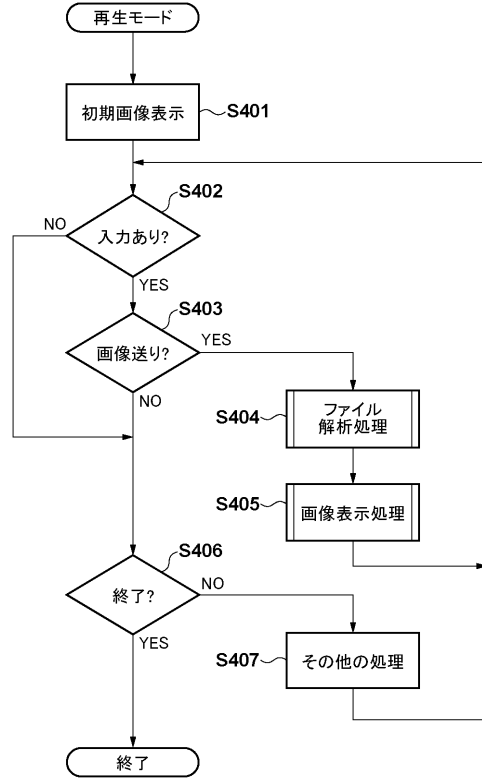 再生モード
初期画像表示
S401
S402
NO
入力あり?
YES
S403
画像送り?
YES
NO
S404
ファイル
解析処理
S405
画像表示処理
S406
終了?
NO
YES
S407
その他の処理
終了